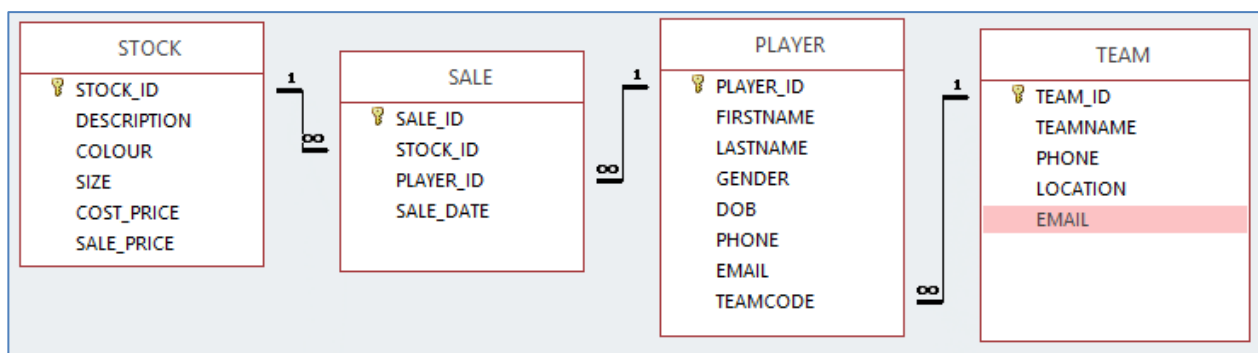 STOCK
STOCK_ID
DESCRIPTION
COLOUR
SIZE
COST_PRICE
SALE_PRICE
1
∞
SALE
SALE_ID
STOCK_ID
PLAYER_ID
SALE_DATE
1
∞
PLAYER
PLAYER_ID
FIRSTNAME
LASTNAME
GENDER
DOB
PHONE
EMAIL
TEAMCODE
1
∞
TEAM
TEAM_ID
TEAMNAME
PHONE
LOCATION
EMAIL